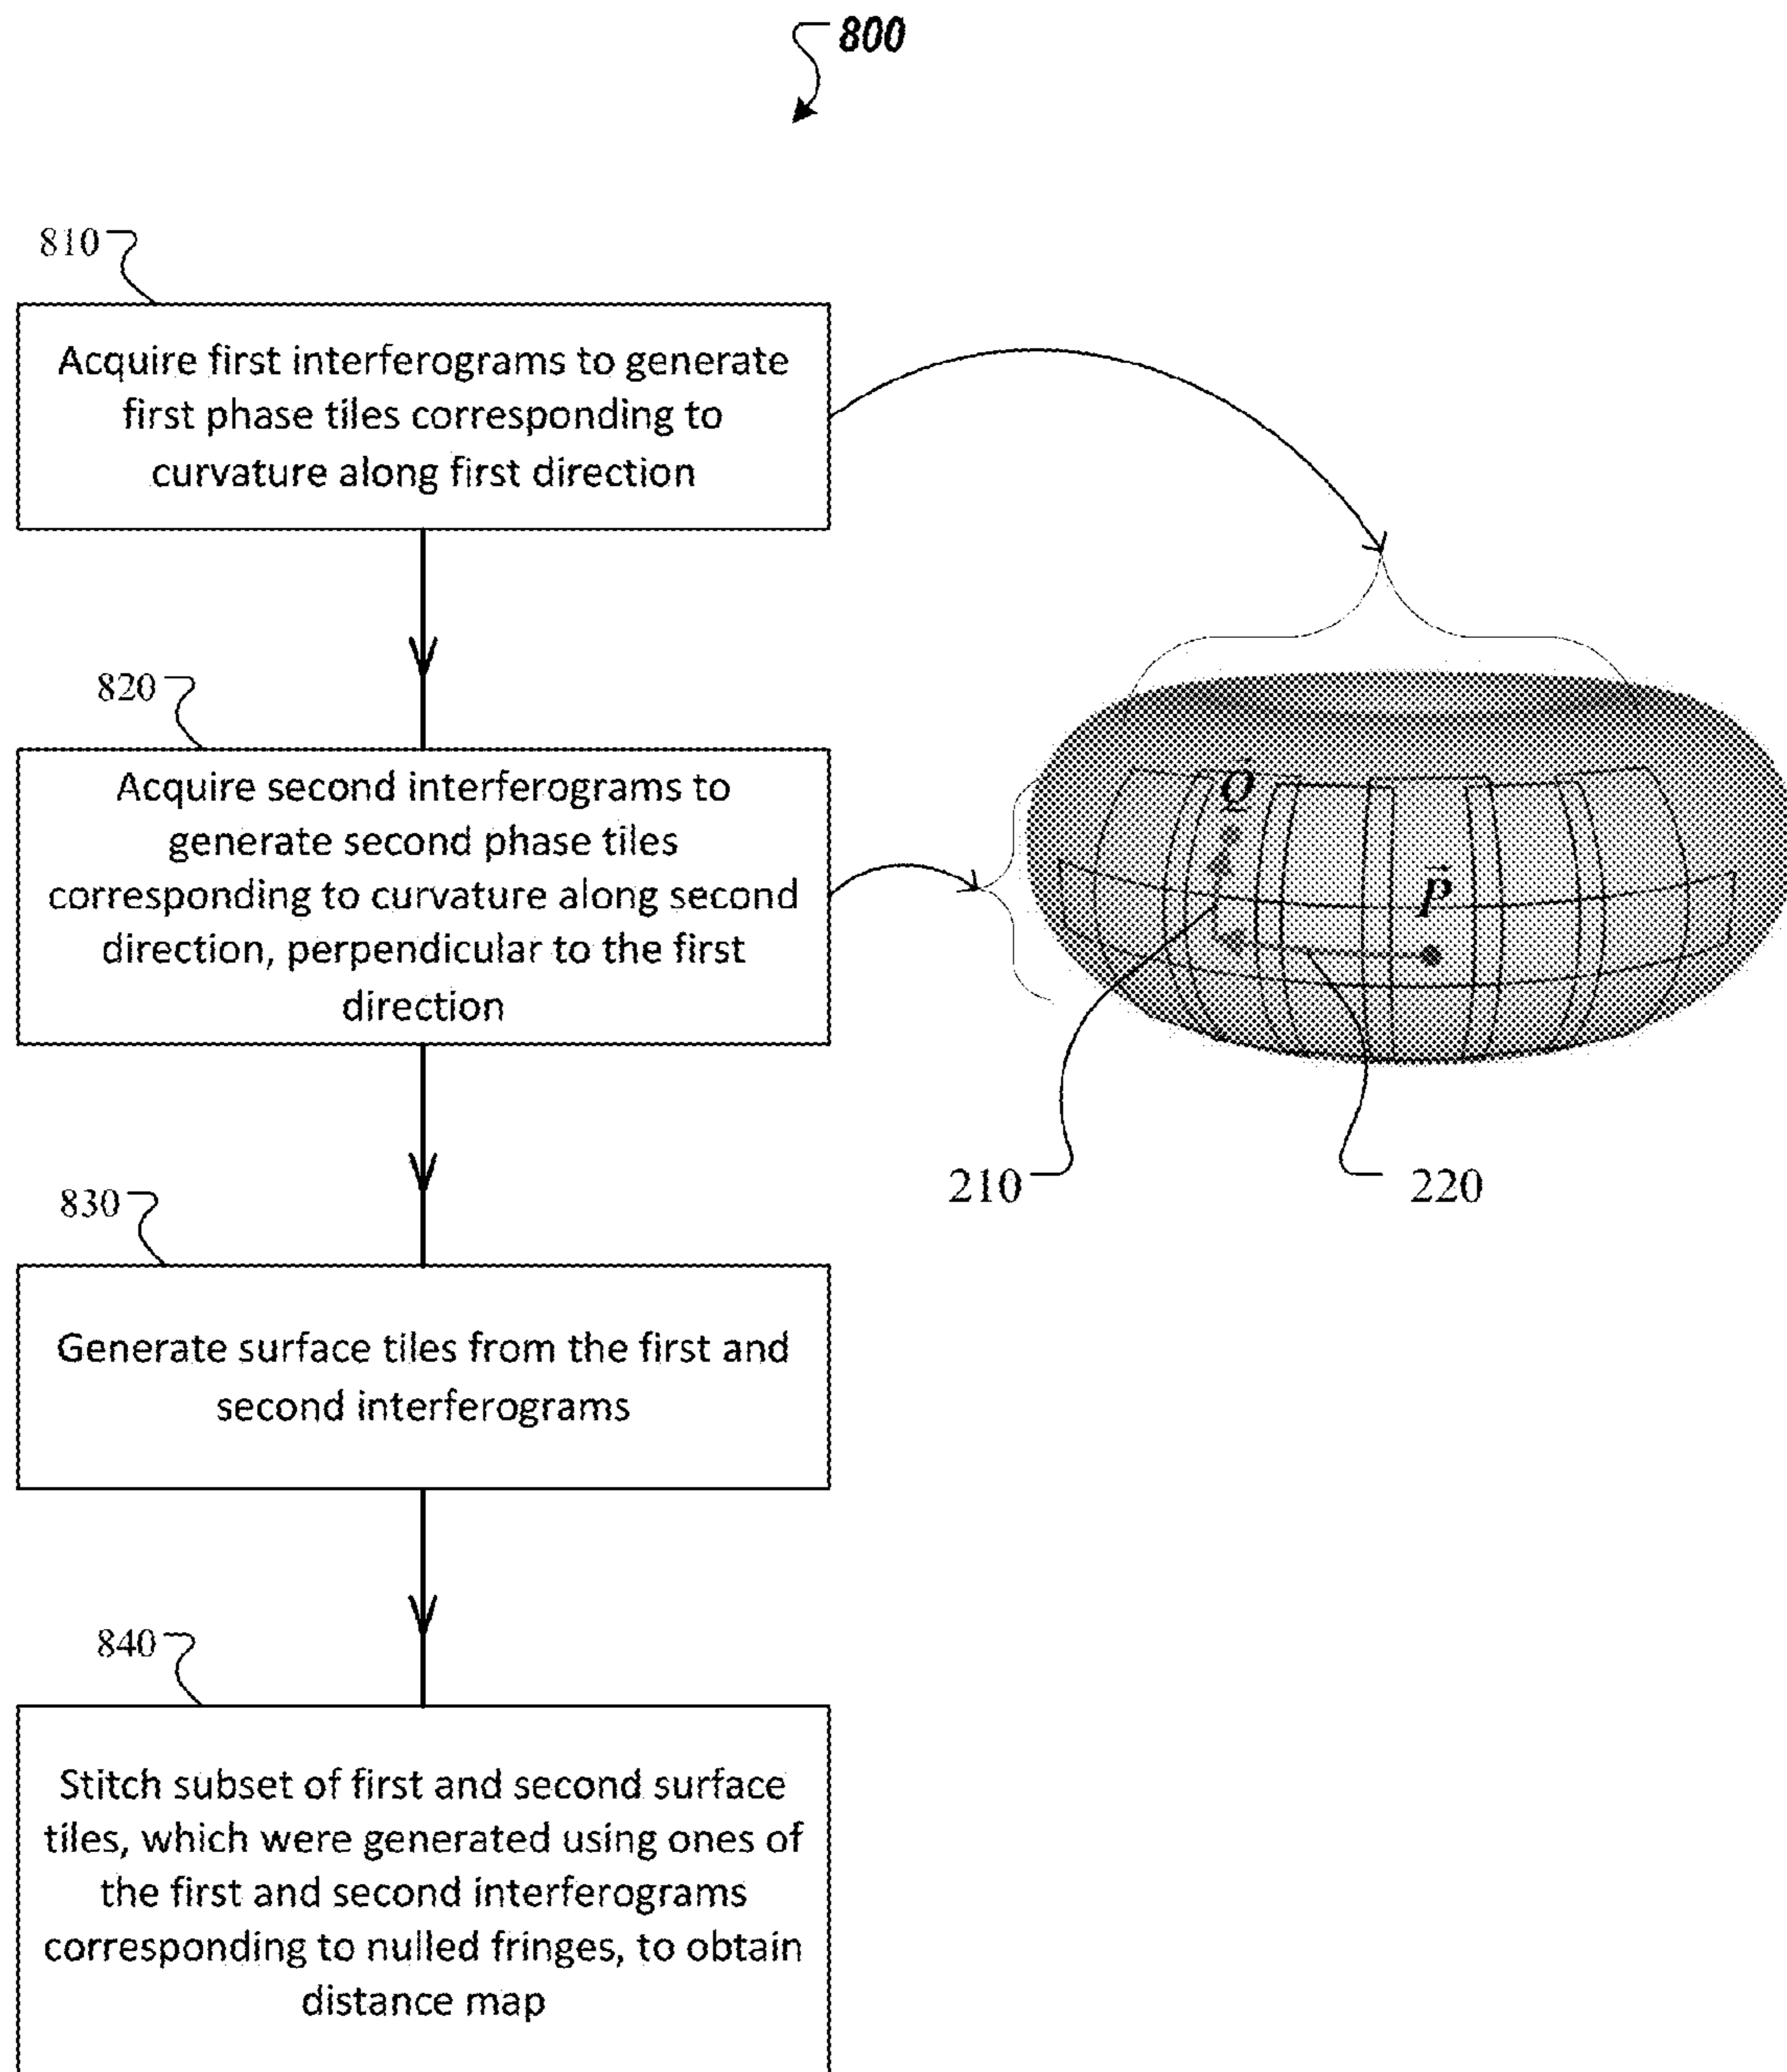 800
810
Acquire first interferograms to generate
first phase tiles corresponding to
curvature along first direction
820
Acquire second interferograms to
generate second phase tiles
corresponding to curvature along second
direction, perpendicular to the first
direction
Q
P
210
220
830
Generate surface tiles from the first and
second interferograms
840
Stitch subset of first and second surface
tiles, which were generated using ones of
the first and second interferograms
corresponding to nulled fringes, to obtain
distance map